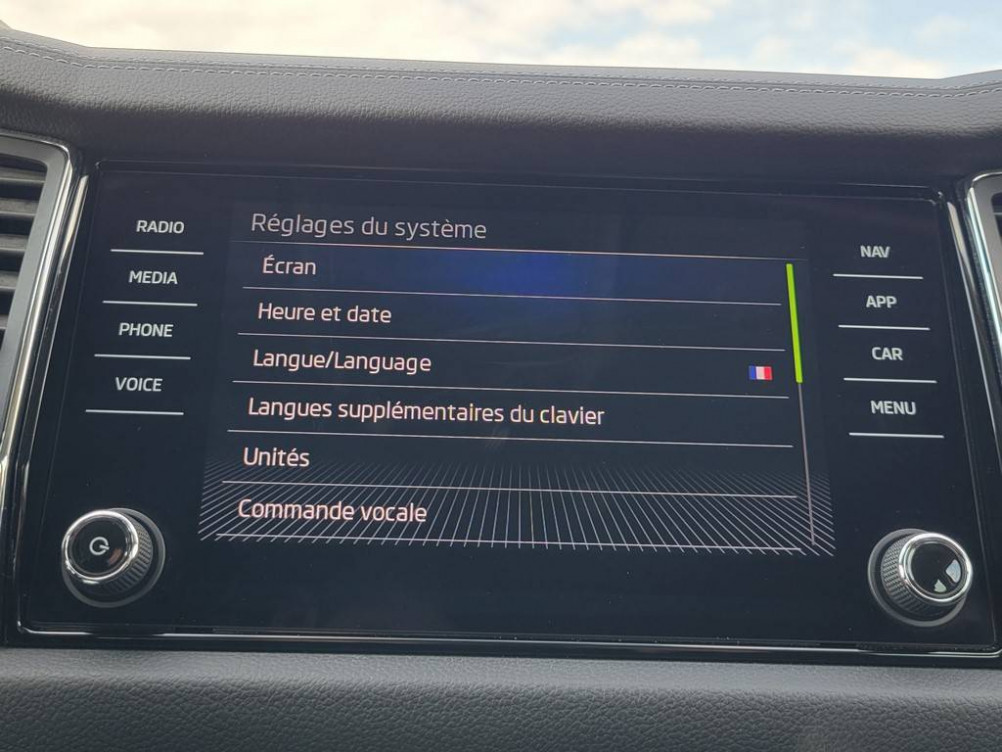 Réglages du système
RADIO
MEDIA
PHONE
VOICE
Écran
Heure et date
Langue/Language
Langues supplémentaires du clavier
Unités
Commande vocale
NAV
APP
CAR
MENU